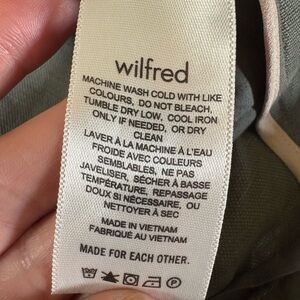 wilfred
MACHINE WASH COLD WITH LIKE
COLOURS, DO NOT BLEACH,
TUMBLE DRY LOW, COOL IRON
ONLY IF NEEDED, OR DRY
CLEAN
LAVER À LA MACHINE À L'EAU
FROIDE AVEC COULEURS
SEMBLABLES, NE PAS
JAVELISER, SÉCHER À BASSE
TEMPÉRATURE, REPASSAGE
DOUX SI NÉCESSAIRE, OU
NETTOYER À SEC
MADE IN VIETNAM
FABRIQUÉ AU VIETNAM
MADE FOR EACH OTHER.